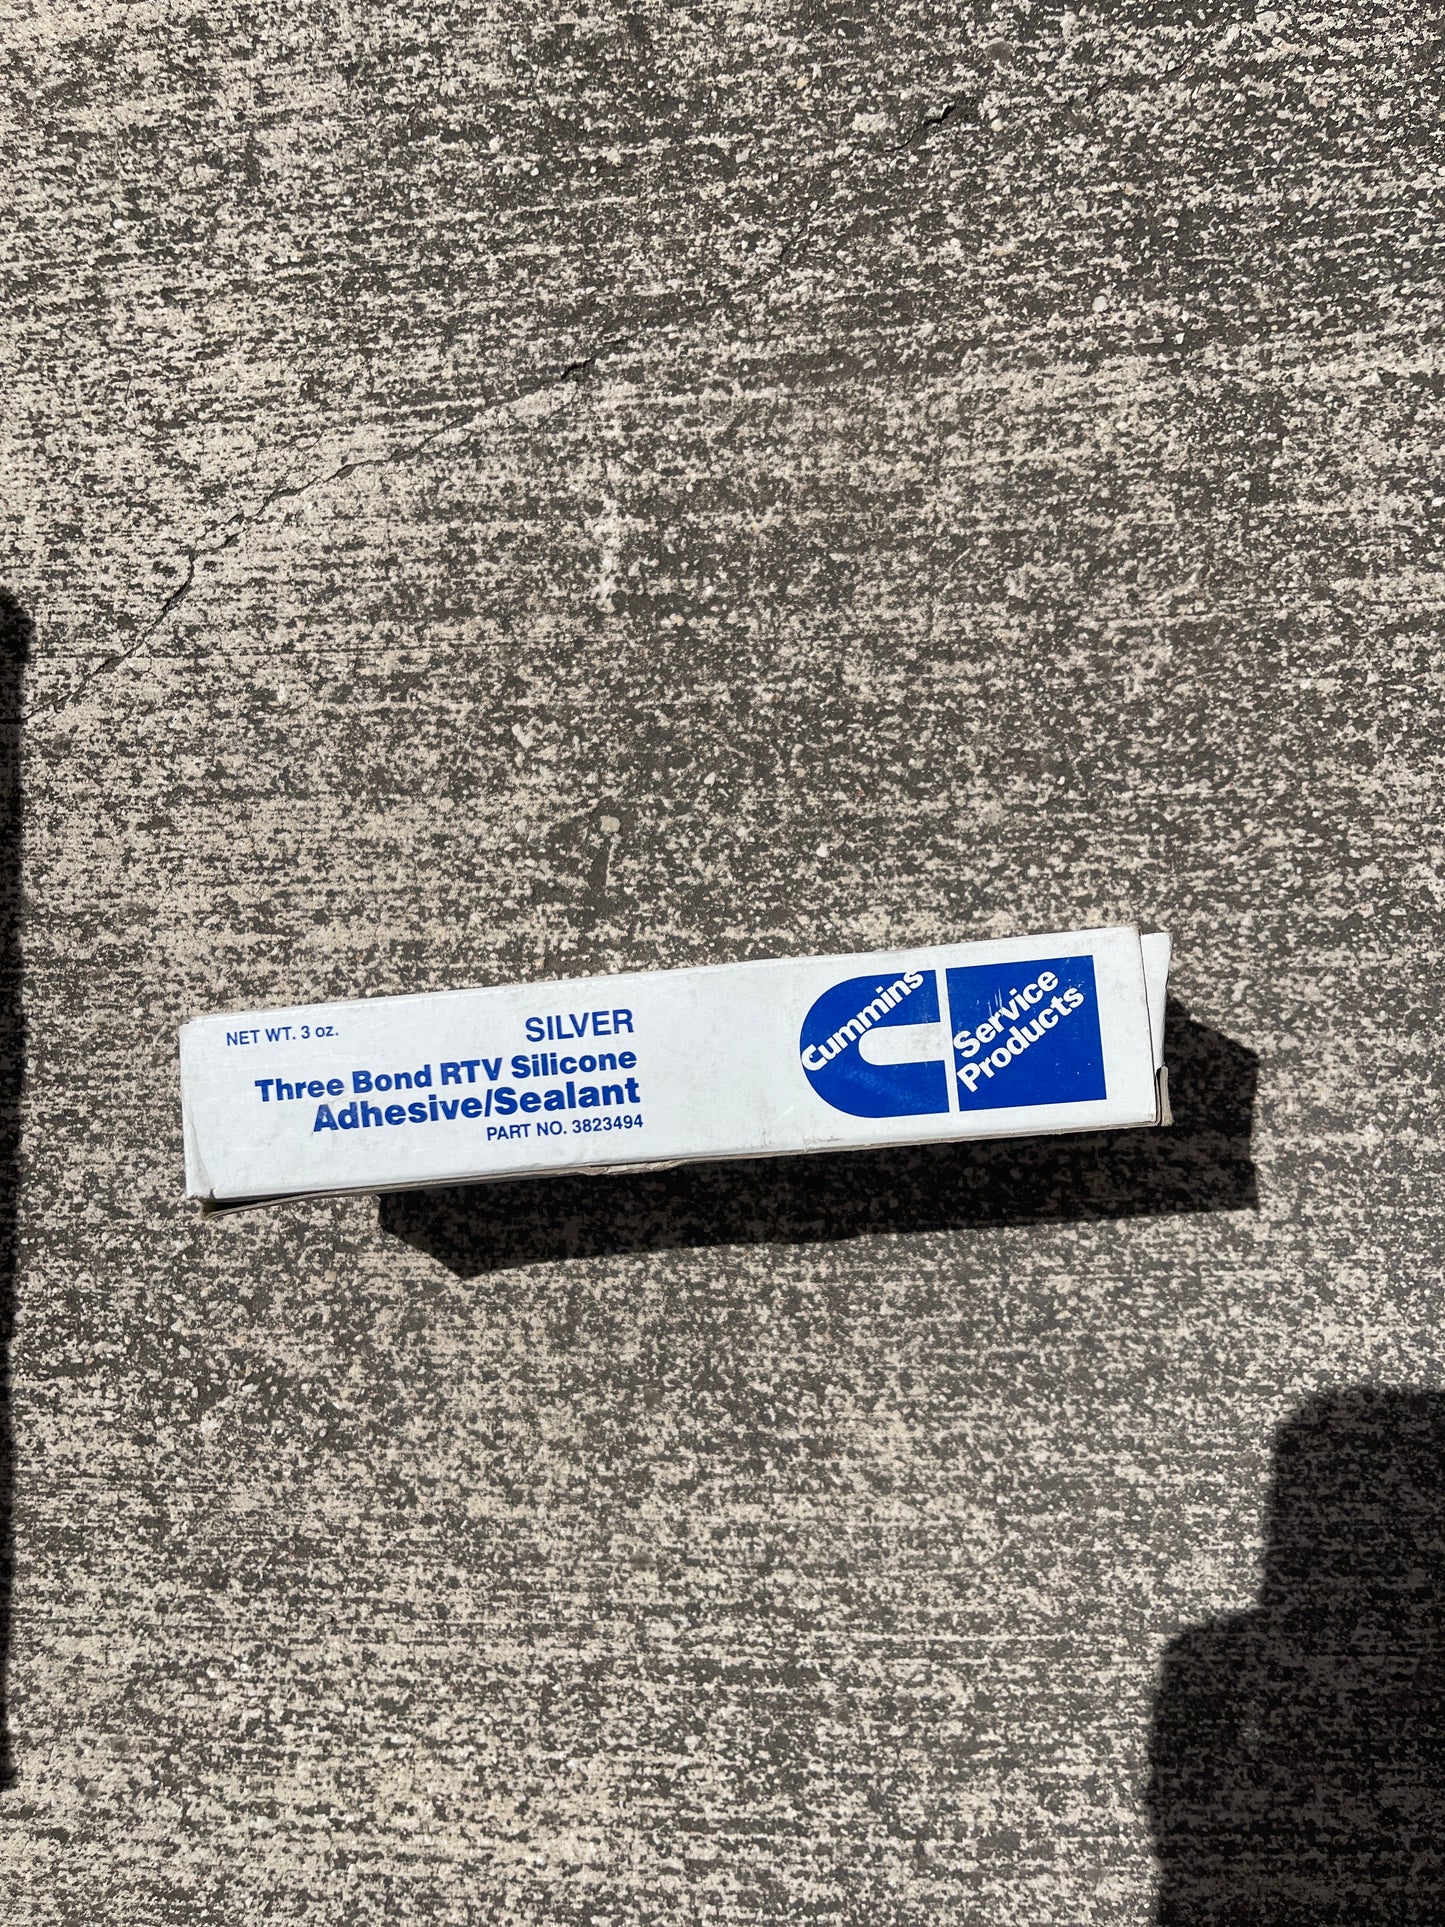 NET WT. 3 oz.
SILVER
Three Bond RTV Silicone
Adhesive/Sealant
PART NO. 3823494
Cummins
Service
Products